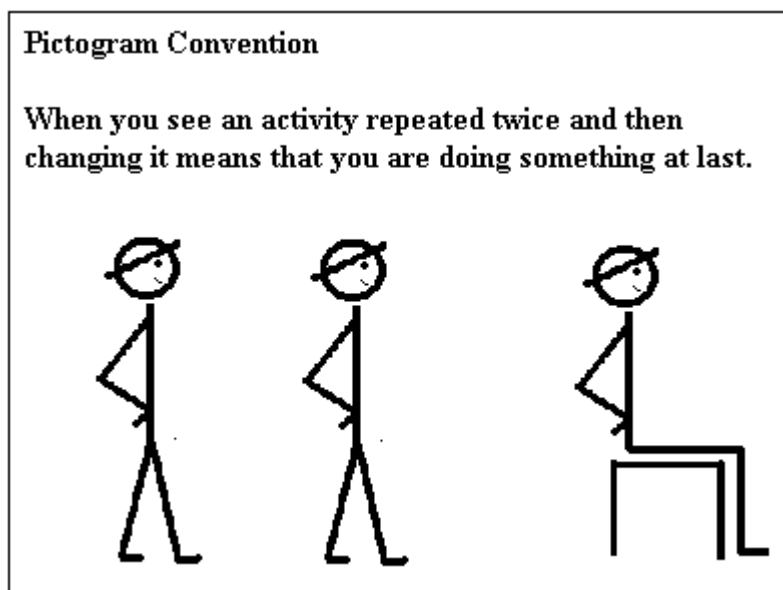 Pictogram Convention
When you see an activity repeated twice and then
changing it means that you are doing something at last.